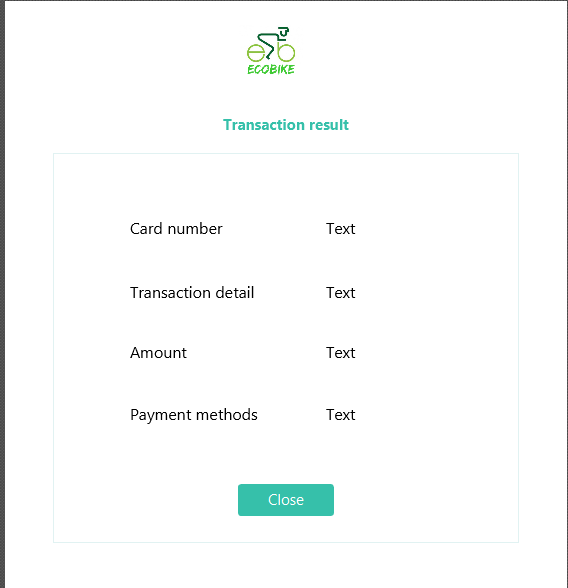 ECOBIKE
Transaction result
Card number Text
Transaction detail Text
Amount Text
Payment methods Text
Close